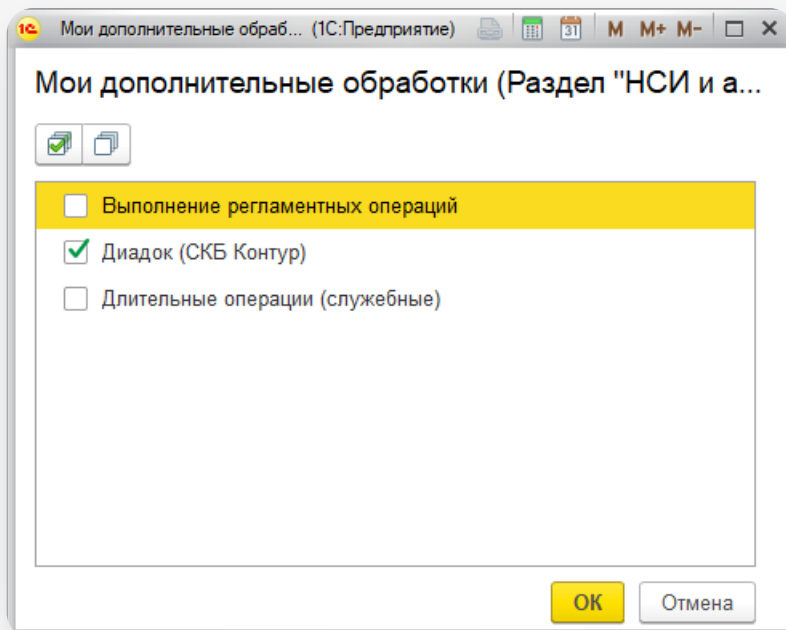 1С Мои дополнительные обраб... (1С:Предприятие) 31 M M+ M-
Мои дополнительные обработки (Раздел "НСИ и а...
Выполнение регламентных операций
Диадок (СКБ Контур)
Длительные операции (служебные)
ОК Отмена